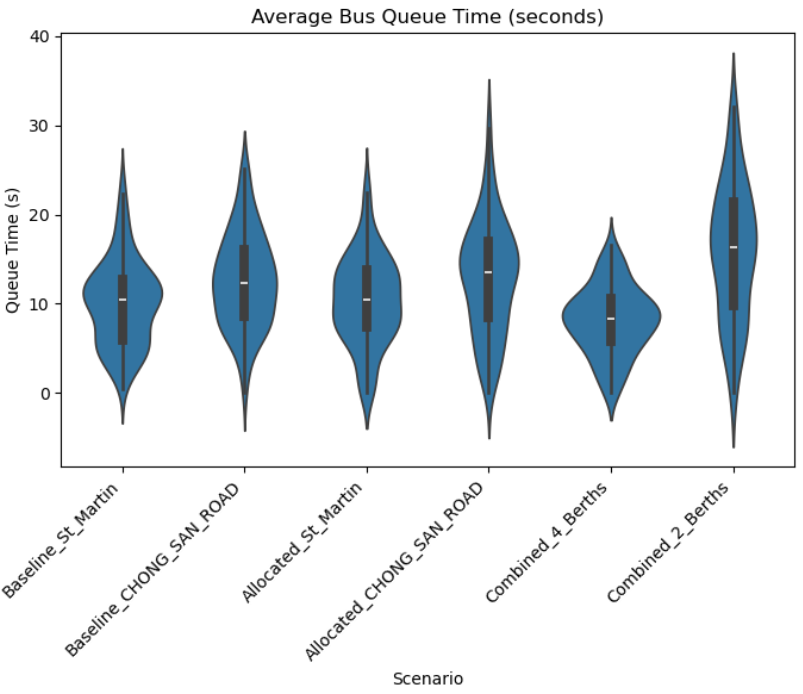 Average Bus Queue Time (seconds)
40
30
20
10
0
Queue Time (s)
Baseline_St_Martin
Baseline_CHONG_SAN_ROAD
Allocated_St_Martin
Allocated_CHONG_SAN_ROAD
Combined_4_Berths
Combined_2_Berths
Scenario